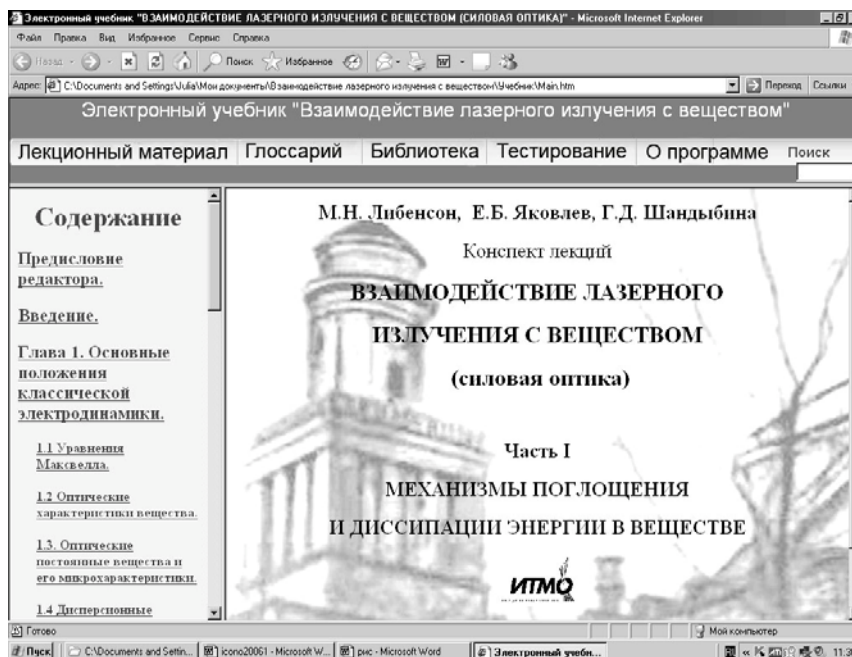 Электронный учебник "ВЗАИМОДЕЙСТВИЕ ЛАЗЕРНОГО ИЗЛУЧЕНИЯ С ВЕЩЕСТВОМ (СИЛОВАЯ ОПТИКА)" - Microsoft Internet Explorer
Файл Правка Вид Избранное Сервис Справка
Назад Поиск Избранное
Адрес: C:\Documents and Settings\Julia\Мои документы\Взаимодействие лазерного излучения с веществом\Учебник\Main.htm Переход Ссылки
Электронный учебник "Взаимодействие лазерного излучения с веществом"
Лекционный материал Глоссарий Библиотека Тестирование О программе Поиск
Содержание
Предисловие
редактора.
Введение.
Глава 1. Основные
положения
классической
электродинамики.
1.1 Уравнения
Максвелла.
1.2 Оптические
характеристики вещества.
1.3. Оптические
постоянные вещества и
его микрохарактеристики.
1.4 Дисперсионные
М.Н. Либенсон, Е.Б. Яковлев, Г.Д. Шандыбина
Конспект лекций
ВЗАИМОДЕЙСТВИЕ ЛАЗЕРНОГО
ИЗЛУЧЕНИЯ С ВЕЩЕСТВОМ
(силовая оптика)
Часть I
МЕХАНИЗМЫ ПОГЛОЩЕНИЯ
И ДИССИПАЦИИ ЭНЕРГИИ В ВЕЩЕСТВЕ
ИТМО
Готово Мой компьютер
Пуск C:\Documents and Settin... icono20061 - Microsoft W... рис - Microsoft Word Электронный учебн... 11:3